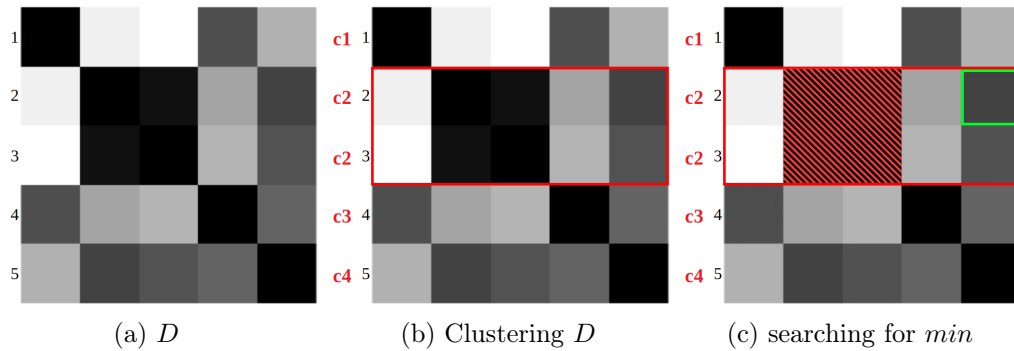 1 c1 1 c1 1
2 c2 2 c2 2
3 c2 3 c2 3
4 c3 4 c3 4
5 c4 5 c4 5
(a) D (b) Clustering D (c) searching for min